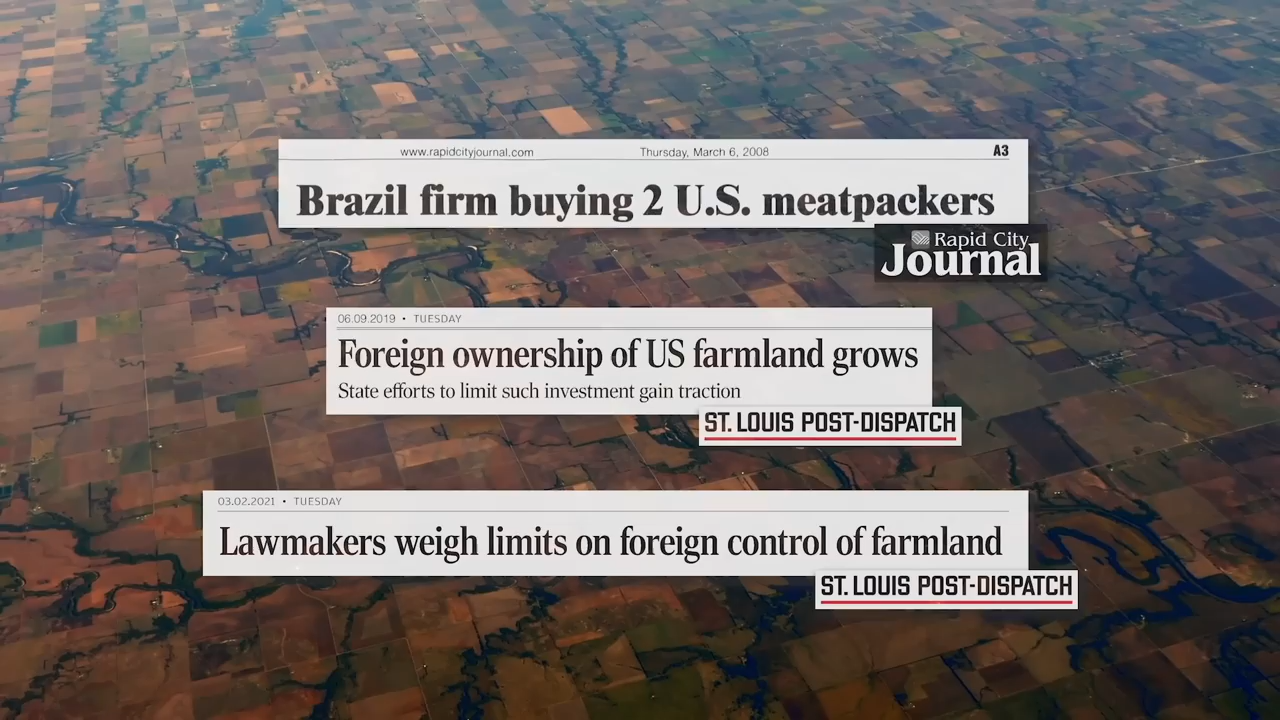 www.rapidcityjournal.com Thursday, March 6, 2008 A3
Brazil firm buying 2 U.S. meatpackers
Rapid City
Journal
06.09.2019 • TUESDAY
Foreign ownership of US farmland grows
State efforts to limit such investment gain traction
ST. LOUIS POST-DISPATCH
03.02.2021 • TUESDAY
Lawmakers weigh limits on foreign control of farmland
ST. LOUIS POST-DISPATCH